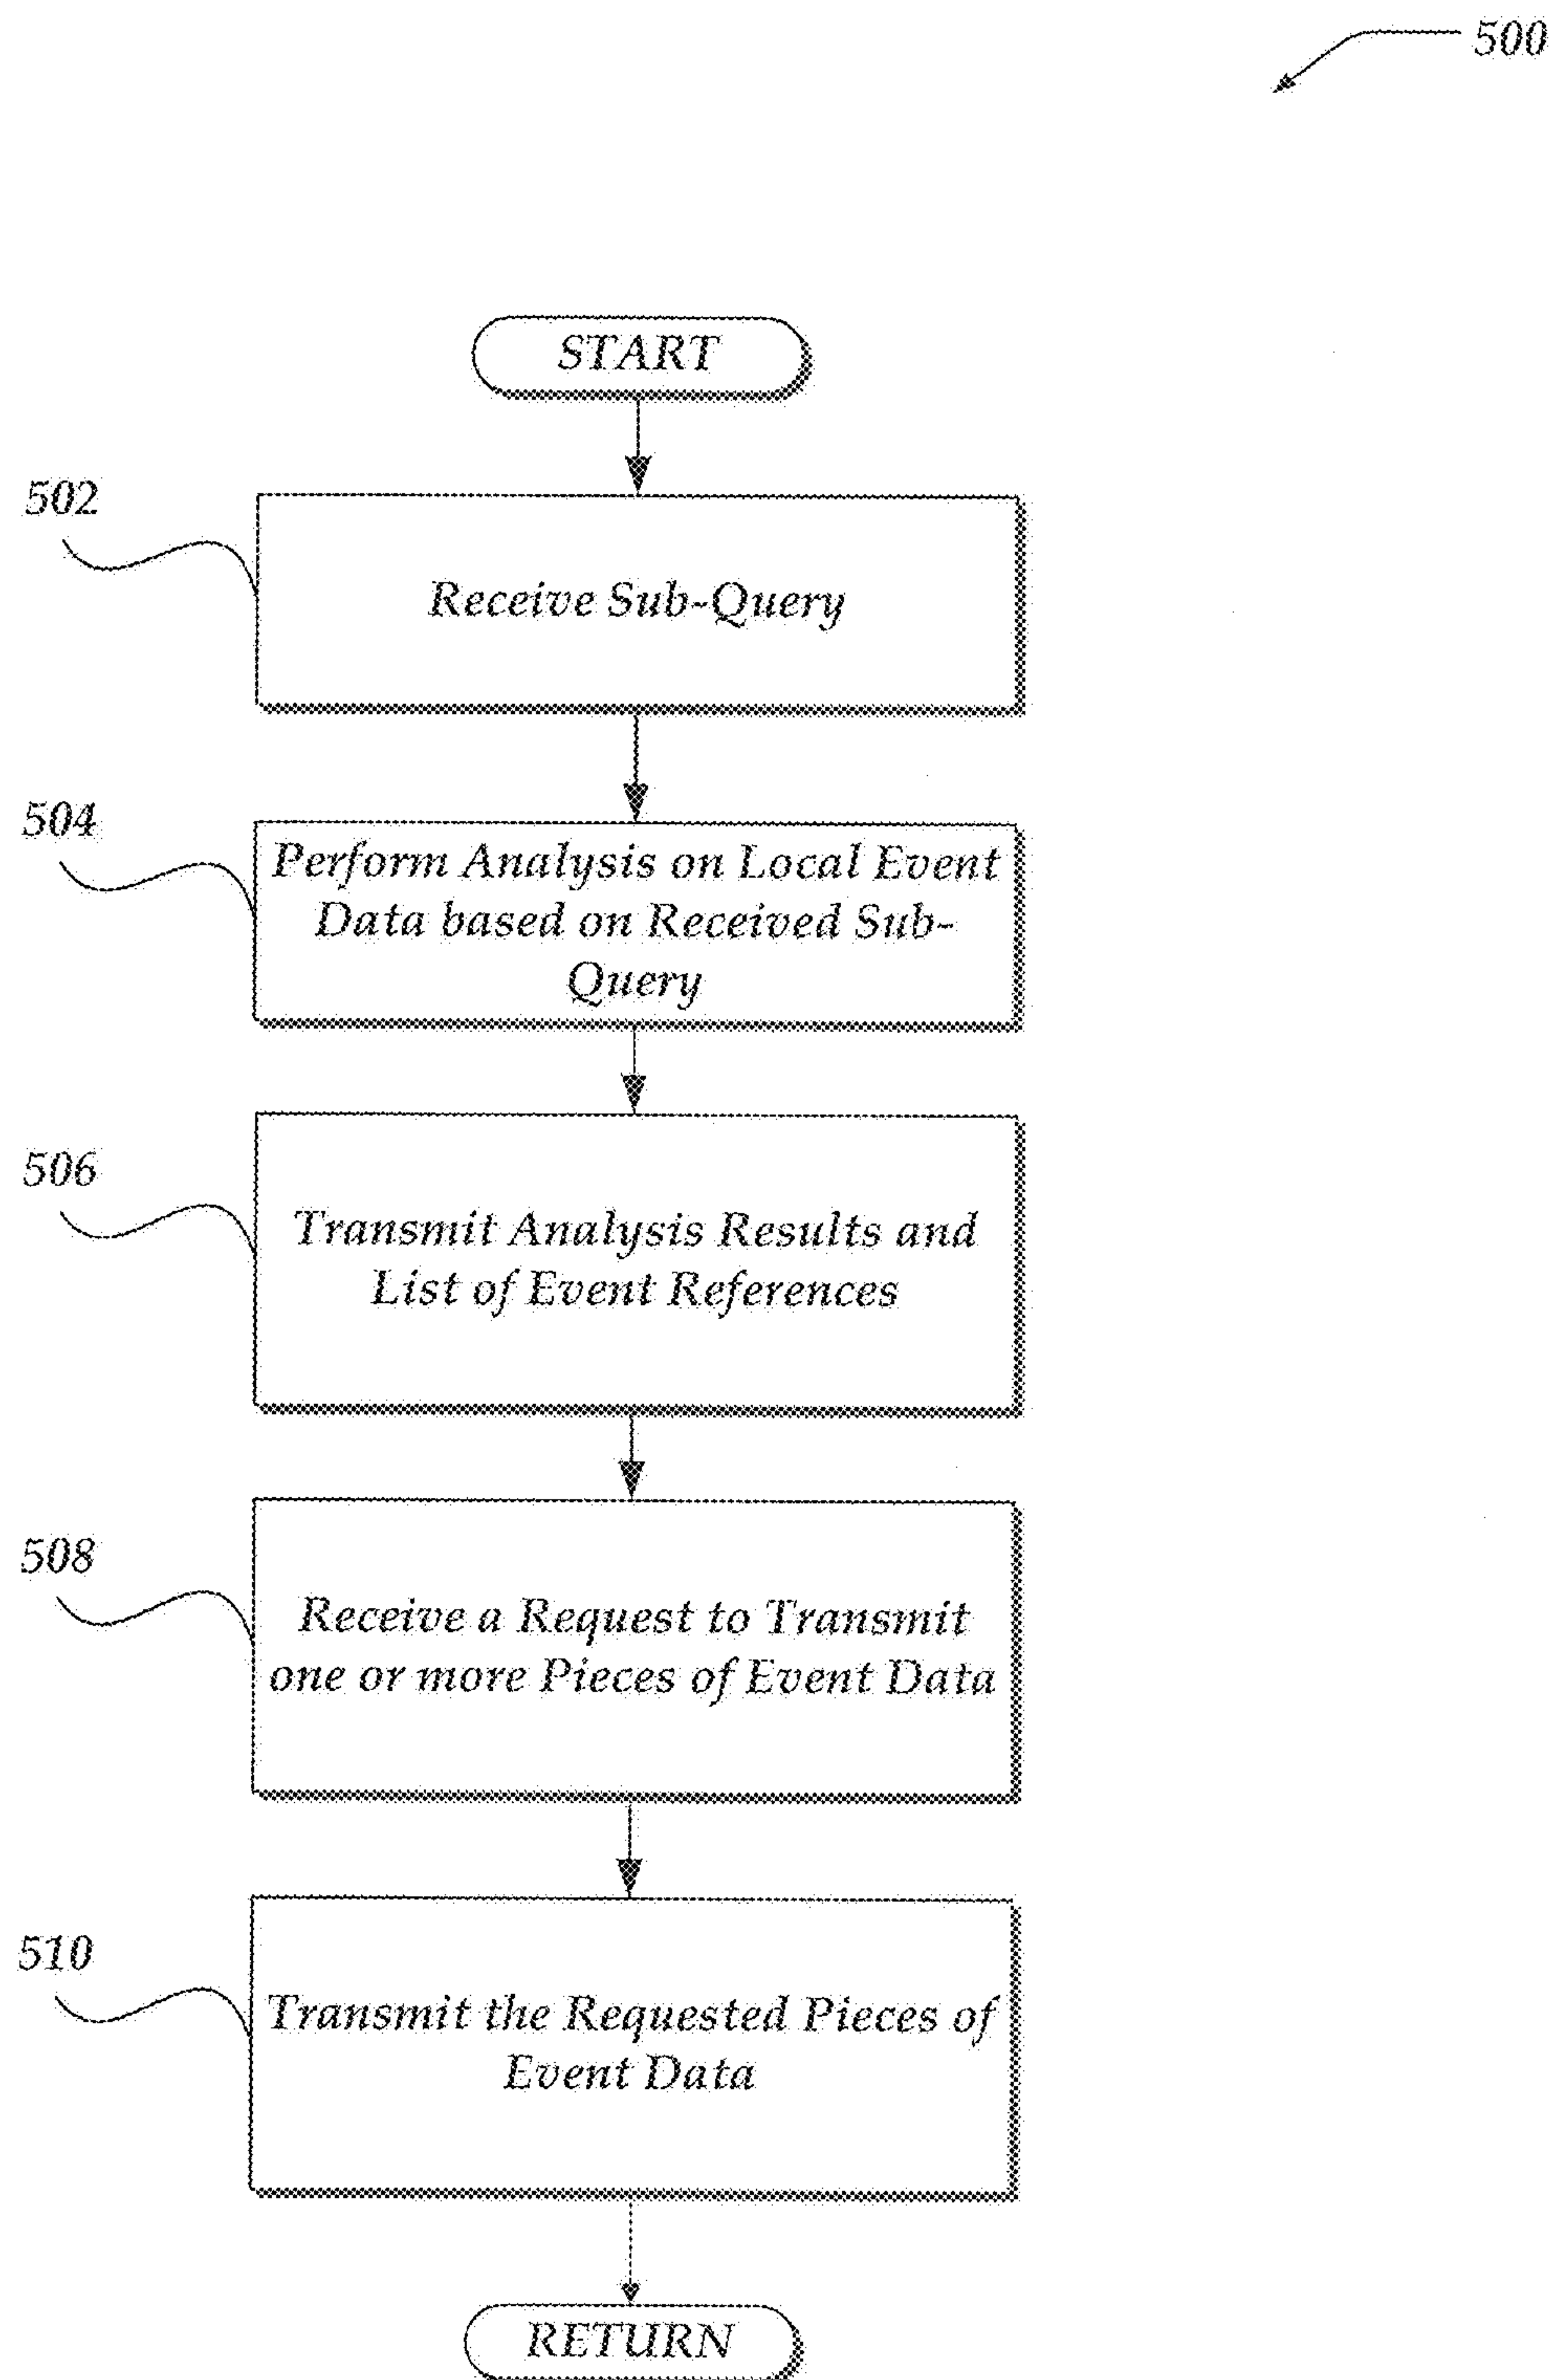 500
START
502
Receive Sub-Query
504
Perform Analysis on Local Event
Data based on Received Sub-
Query
506
Transmit Analysis Results and
List of Event References
508
Receive a Request to Transmit
one or more Pieces of Event Data
510
Transmit the Requested Pieces of
Event Data
RETURN